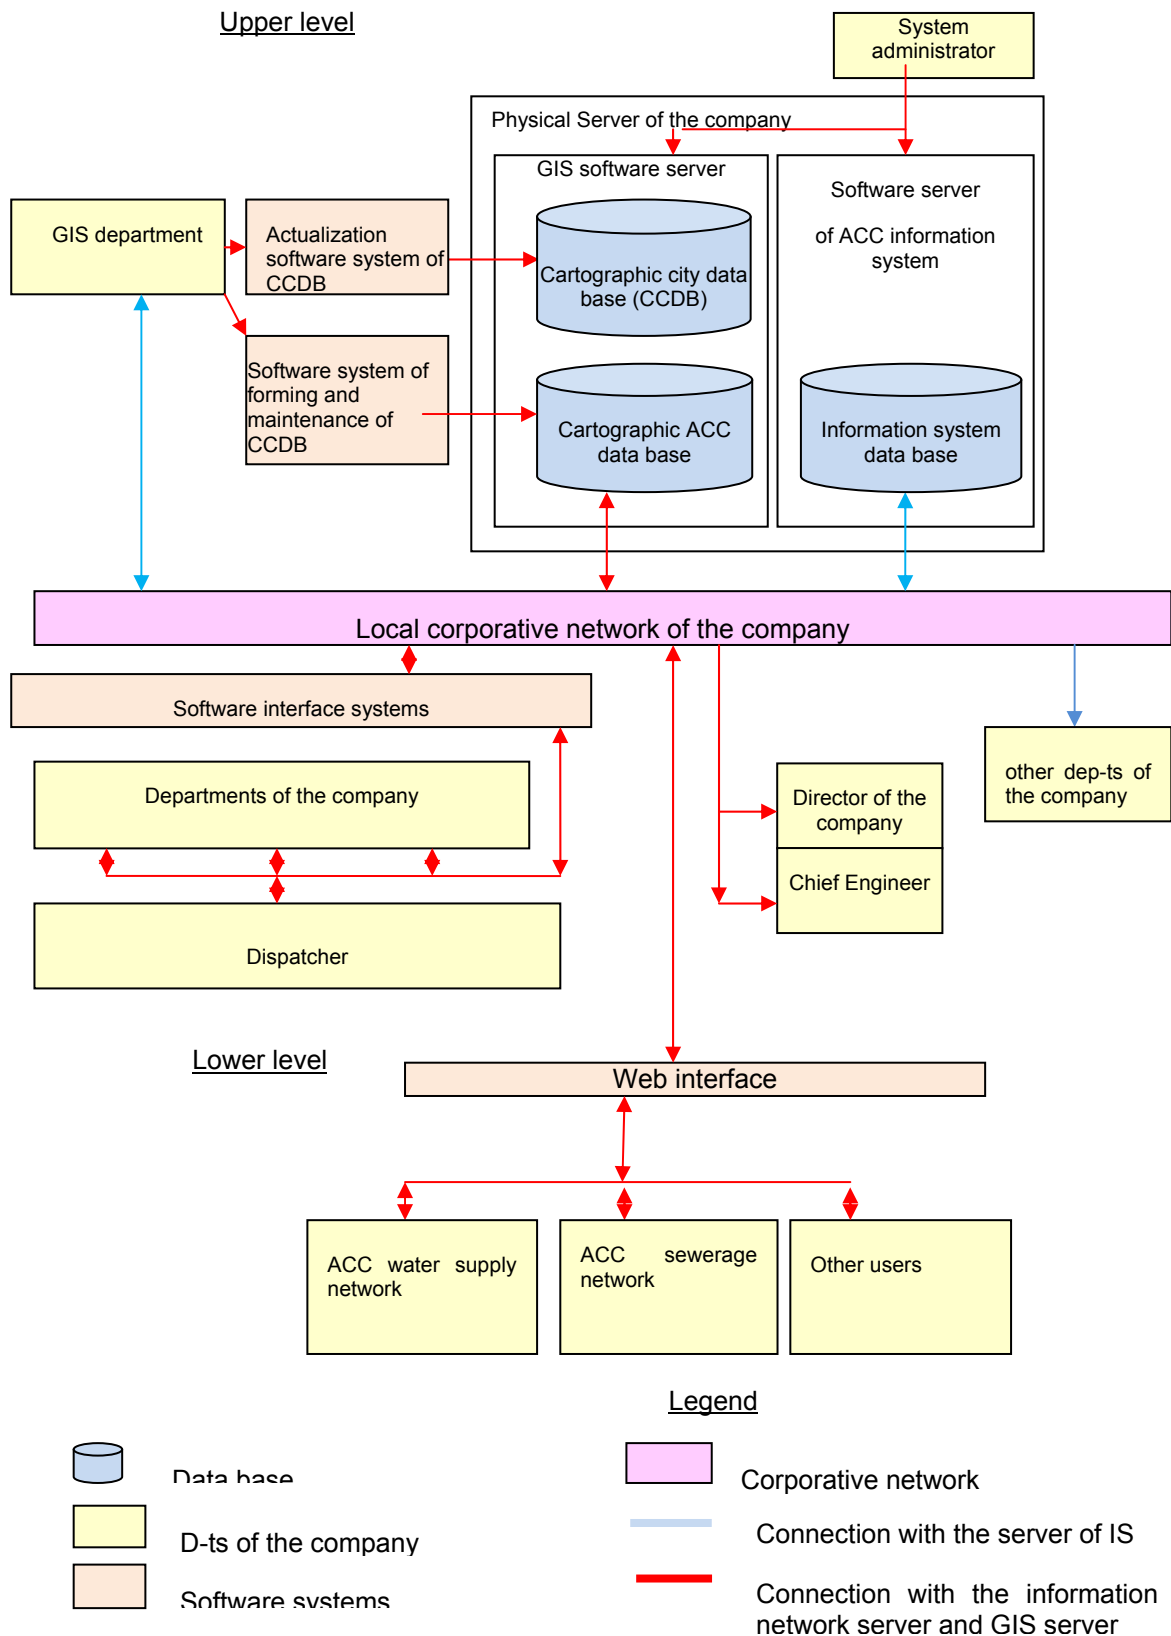 Upper level
System
administrator
Physical Server of the company
GIS software server
Software server
of ACC information
system
GIS department
Actualization
software system of
CCDB
Cartographic city data
base (CCDB)
Software system of
forming and
maintenance of
CCDB
Cartographic ACC
data base
Information system
data base
Local corporative network of the company
Software interface systems
Departments of the company
Director of the
company
other dep-ts of
the company
Chief Engineer
Dispatcher
Lower level
Web interface
ACC water supply
network
ACC sewerage
network
Other users
Legend
Data base
Corporative network
D-ts of the company
Connection with the server of IS
Software systems
Connection with the information
network server and GIS server